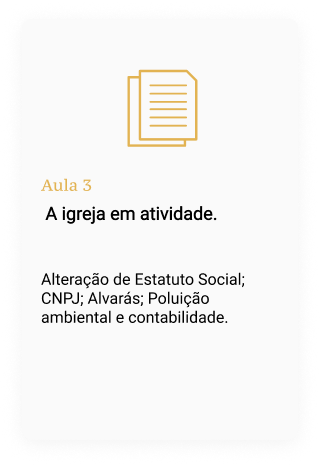 Aula 3
A igreja em atividade.
Alteração de Estatuto Social;
CNPJ; Alvarás; Poluição
ambiental e contabilidade.